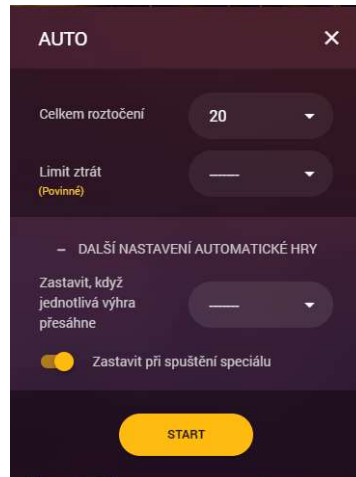 AUTO
Celkem roztočení
20
Limit ztrát
(Povinné)
– DALŠÍ NASTAVENÍ AUTOMATICKÉ HRY
Zastavit, když
jednotlivá výhra
přesáhne
Zastavit při spuštění speciálu
START